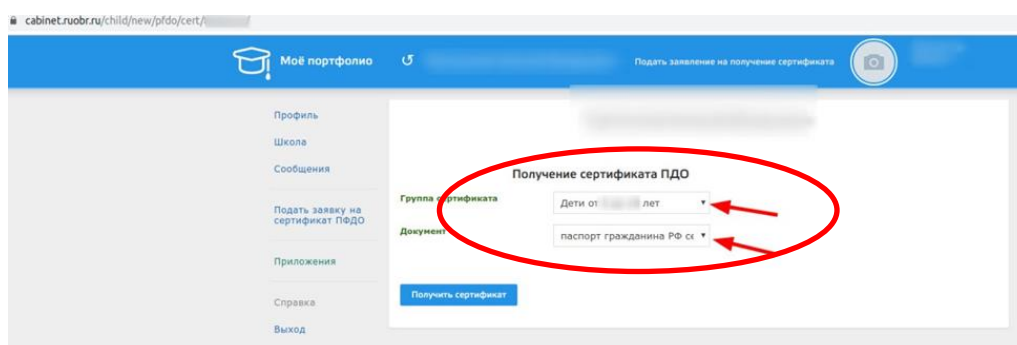 cabinet.ruobr.ru/child/new/pfdo/cert/
Моё портфолио
Подать заявление на получение сертификата
Профиль
Школа
Сообщения
Подать заявку на
сертификат ПФДО
Приложения
Справка
Выход
Получение сертификата ПДО
Группа сертификата
Дети от лет
Документ
паспорт гражданина РФ се
Получить сертификат